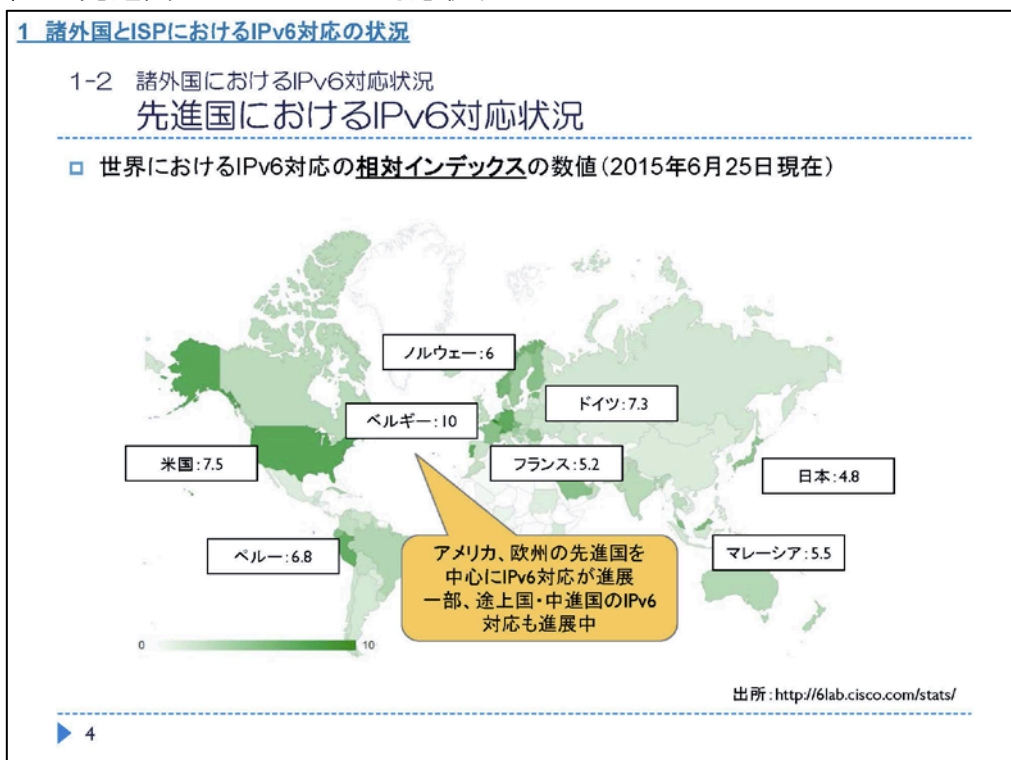 1 諸外国とISPにおけるIPv6対応の状況
1-2 諸外国におけるIPv6対応状況
先進国におけるIPv6対応状況
世界におけるIPv6対応の相対インデックスの数値(2015年6月25日現在)
ノルウェー:6
ドイツ:7.3
ベルギー:10
米国:7.5
フランス:5.2
日本:4.8
ペルー:6.8
マレーシア:5.5
アメリカ、欧州の先進国を
中心にIPv6対応が進展
一部、途上国・中進国のIPv6
対応も進展中
0
10
出所:http://6lab.cisco.com/stats/
4